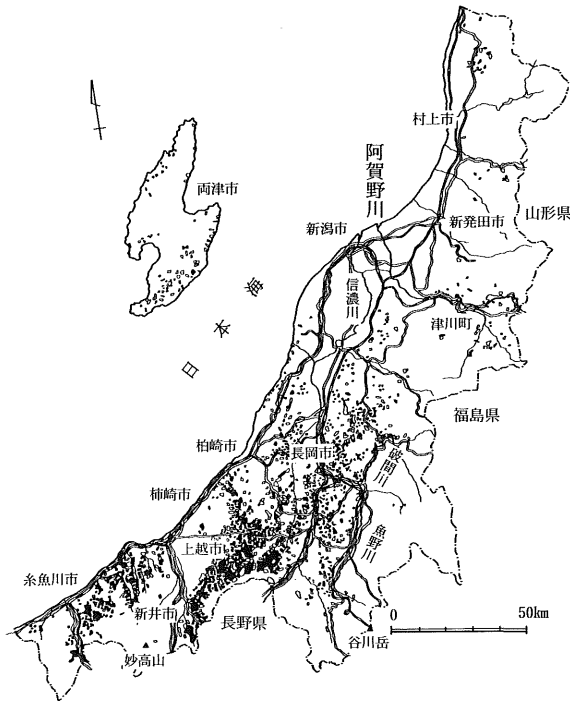 村上市
阿賀野川
両津市
新潟市
新発田市
山形県
信濃川
日本海
津川町
福島県
柏崎市
長岡市
破間川
柿崎市
魚野川
上越市
糸魚川市
新井市
長野県
0
50km
妙高山
谷川岳